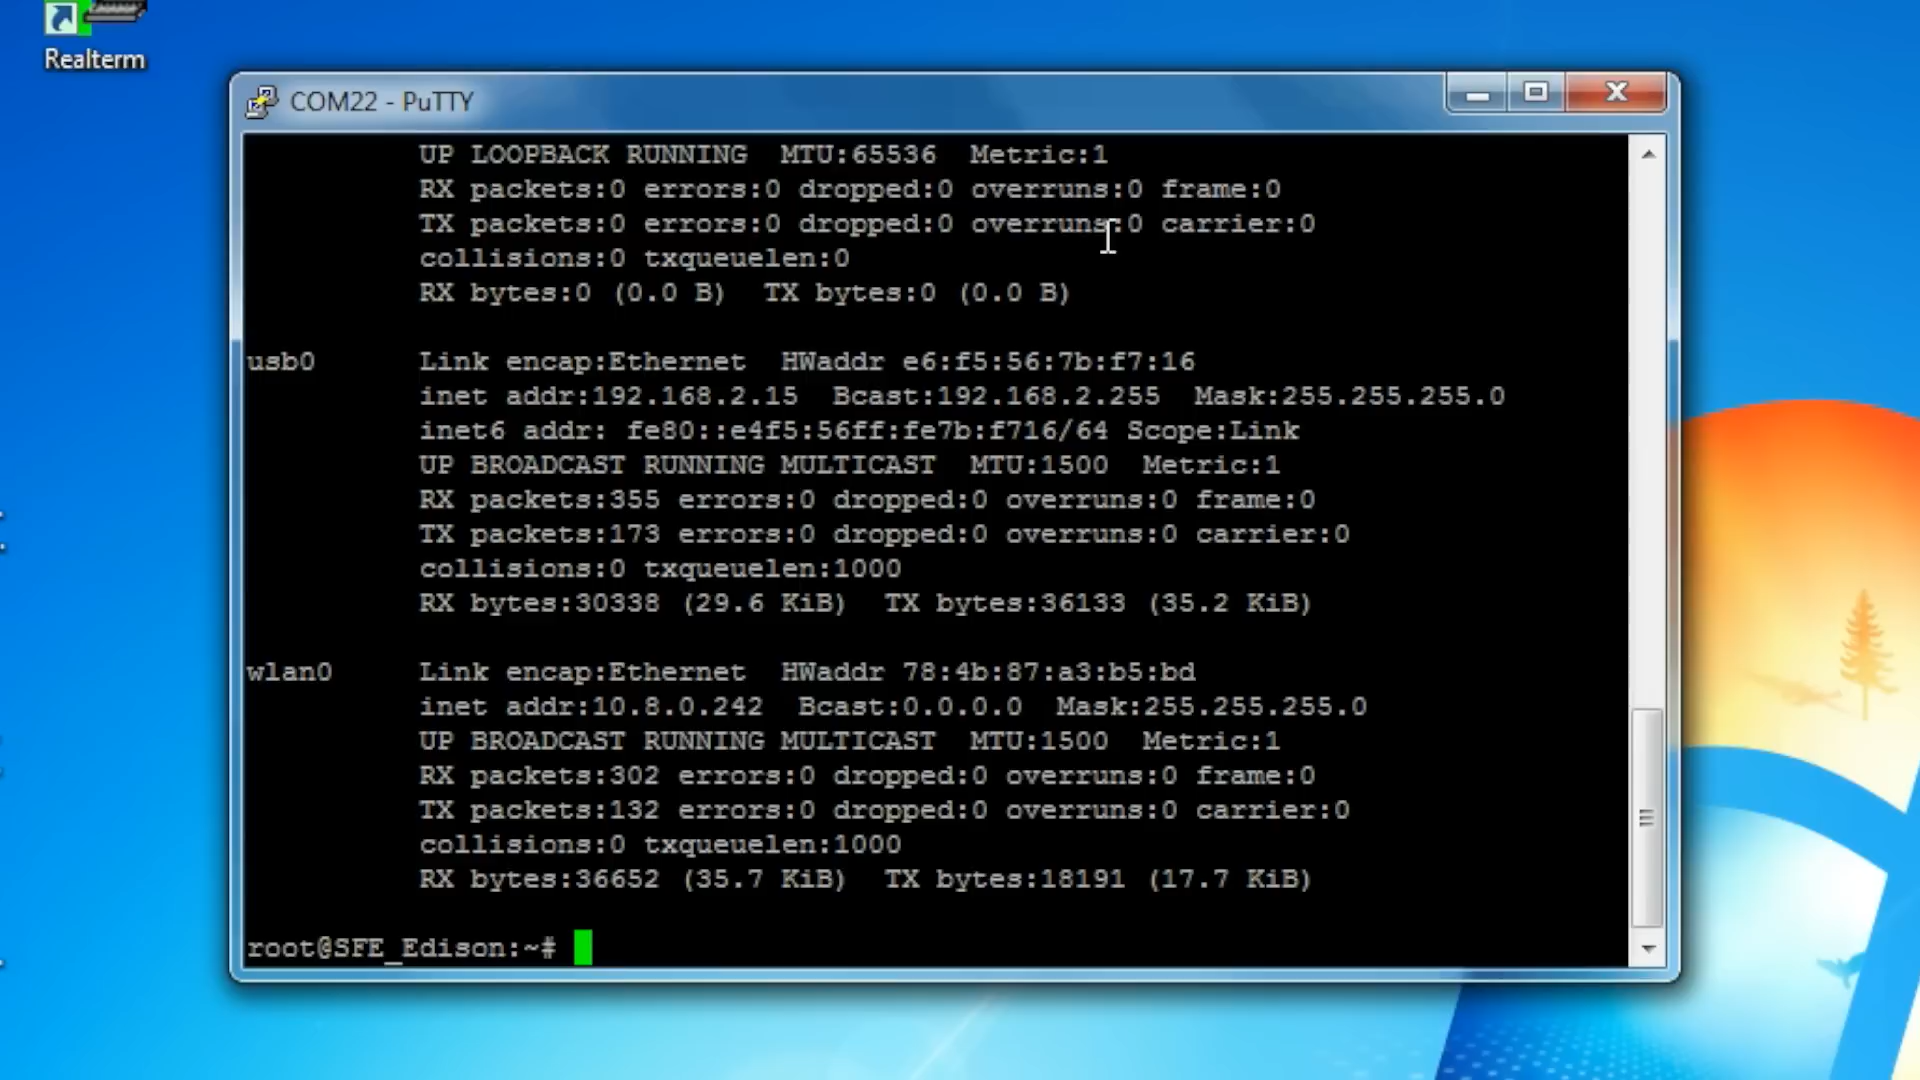 Realterm
COM22 - PuTTY
UP LOOPBACK RUNNING  MTU:65536  Metric:1
RX packets:0 errors:0 dropped:0 overruns:0 frame:0
TX packets:0 errors:0 dropped:0 overruns:0 carrier:0
collisions:0 txqueuelen:0
RX bytes:0 (0.0 B)  TX bytes:0 (0.0 B)
usb0      Link encap:Ethernet  HWaddr e6:f5:56:7b:f7:16
inet addr:192.168.2.15  Bcast:192.168.2.255  Mask:255.255.255.0
inet6 addr: fe80::e4f5:56ff:fe7b:f716/64 Scope:Link
UP BROADCAST RUNNING MULTICAST  MTU:1500  Metric:1
RX packets:355 errors:0 dropped:0 overruns:0 frame:0
TX packets:173 errors:0 dropped:0 overruns:0 carrier:0
collisions:0 txqueuelen:1000
RX bytes:30338 (29.6 KiB)  TX bytes:36133 (35.2 KiB)
wlan0     Link encap:Ethernet  HWaddr 78:4b:87:a3:b5:bd
inet addr:10.8.0.242  Bcast:0.0.0.0  Mask:255.255.255.0
UP BROADCAST RUNNING MULTICAST  MTU:1500  Metric:1
RX packets:302 errors:0 dropped:0 overruns:0 frame:0
TX packets:132 errors:0 dropped:0 overruns:0 carrier:0
collisions:0 txqueuelen:1000
RX bytes:36652 (35.7 KiB)  TX bytes:18191 (17.7 KiB)
root@SFE_Edison:~#